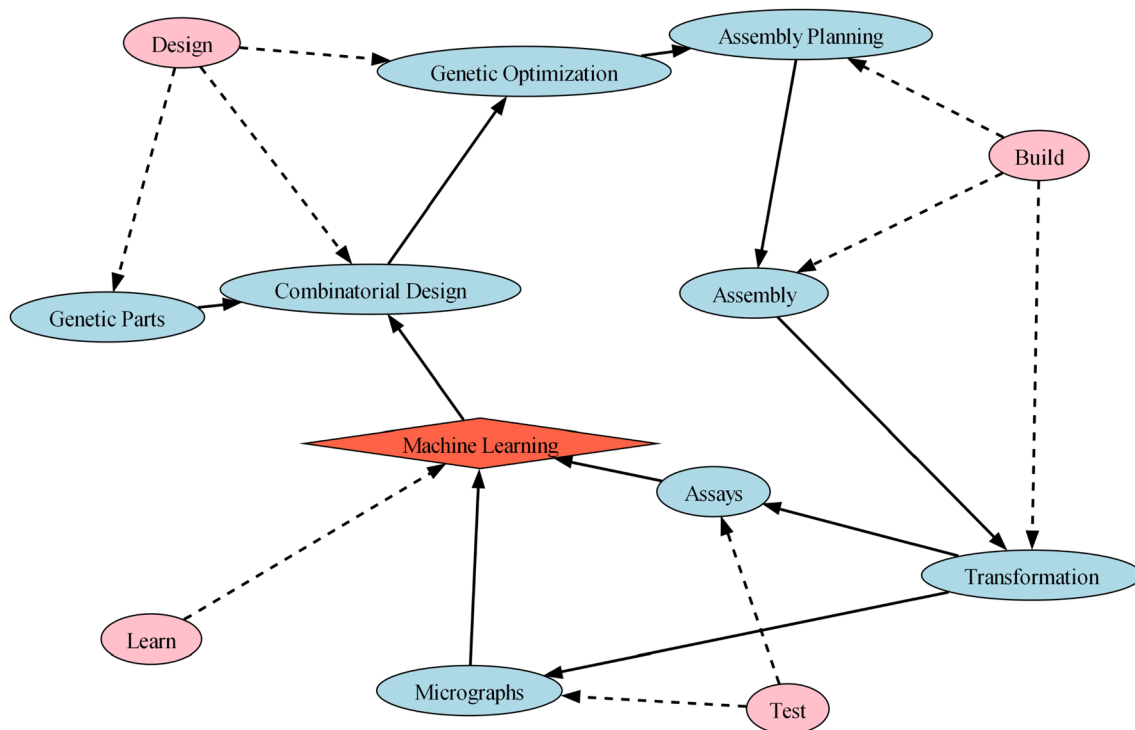 Design
Assembly Planning
Genetic Optimization
Build
Combinatorial Design
Assembly
Genetic Parts
Machine Learning
Assays
Transformation
Learn
Micrographs
Test